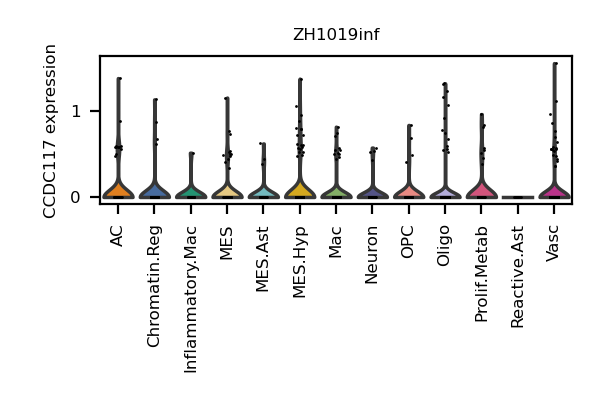 ZH1019inf
CCDC117 expression
1
0
AC
Chromatin.Reg
Inflammatory.Mac
MES
MES.Ast
MES.Hyp
Mac
Neuron
OPC
Oligo
Prolif.Metab
Reactive.Ast
Vasc